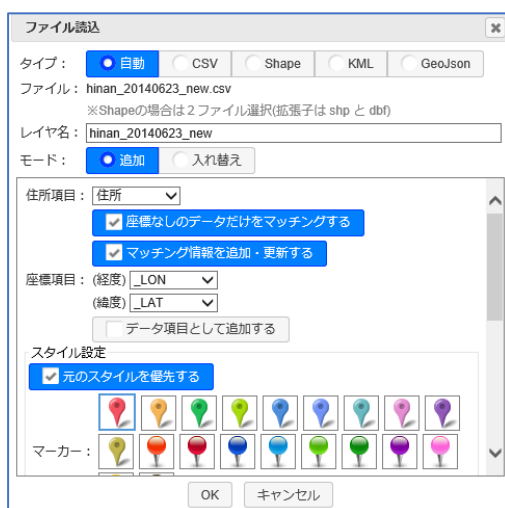 ファイル読込
タイプ： 自動 CSV Shape KML GeoJson
ファイル： hinan_20140623_new.csv
※Shapeの場合は２ファイル選択(拡張子は shp と dbf)
レイヤ名： hinan_20140623_new
モード： 追加 入れ替え
住所項目： 住所
座標なしのデータだけをマッチングする
マッチング情報を追加・更新する
座標項目： (経度) _LON
(緯度) _LAT
データ項目として追加する
スタイル設定
元のスタイルを優先する
マーカー：
OK キャンセル